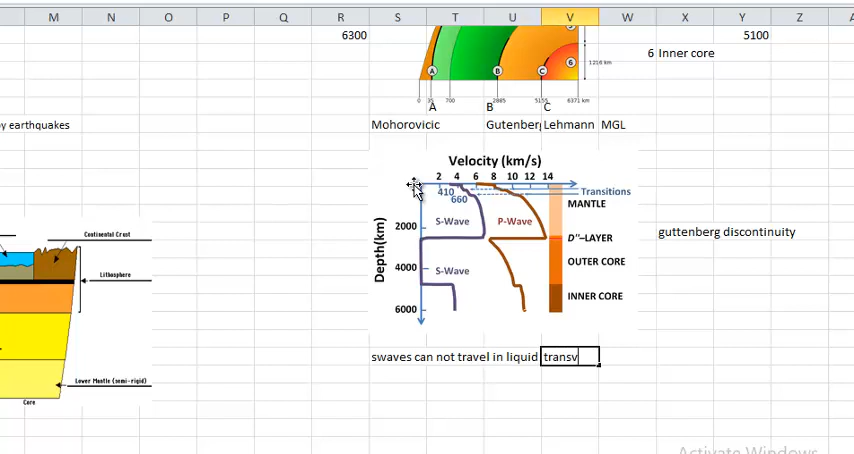 M N O P Q R S T U V W X Y Z
6300 5100
6 Inner core
A B C 5 6
1216 km
0 35 700 2885 5155 6371 km
A B C
by earthquakes
Mohorovicic Gutenberg Lehmann MGL
Velocity (km/s)
2 4 6 8 10 12 14
410
660
Transitions
MANTLE
S-Wave P-Wave
2000
D"–LAYER
Depth(km)
OUTER CORE
4000
S-Wave
INNER CORE
6000
guttenberg discontinuity
Continental Crust
Lithosphere
Lower Mantle (semi-rigid)
Core
swaves can not travel in liquid transv
Activate Windows